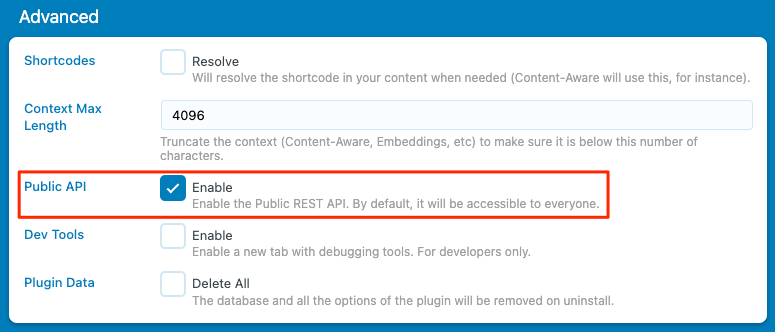 Advanced
Shortcodes
Resolve
Will resolve the shortcode in your content when needed (Content-Aware will use this, for instance).
Context Max
Length
4096
Truncate the context (Content-Aware, Embeddings, etc) to make sure it is below this number of
characters.
Public API
Enable
Enable the Public REST API. By default, it will be accessible to everyone.
Dev Tools
Enable
Enable a new tab with debugging tools. For developers only.
Plugin Data
Delete All
The database and all the options of the plugin will be removed on uninstall.